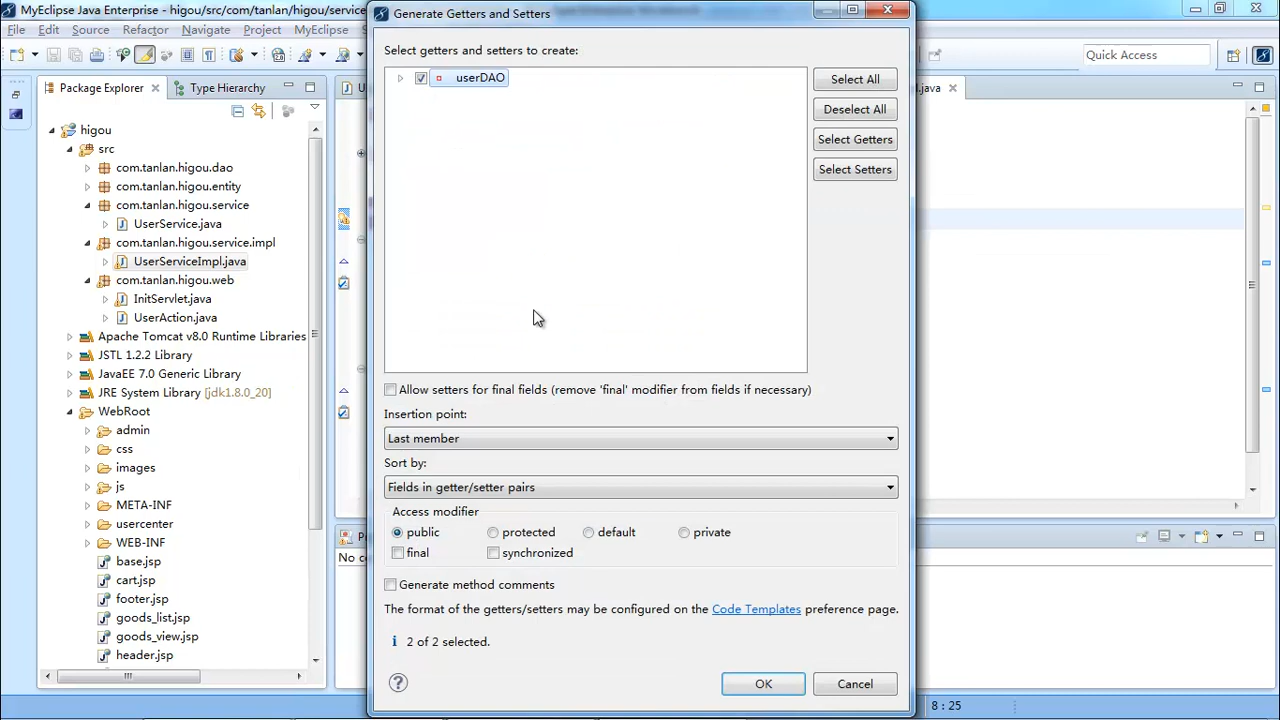 MyEclipse Java Enterprise - higou/src/com/tanlan/higou/service
File Edit Source Refactor Navigate Project MyEclipse
Quick Access
Package Explorer Type Hierarchy
higou
src
com.tanlan.higou.dao
com.tanlan.higou.entity
com.tanlan.higou.service
UserService.java
com.tanlan.higou.service.impl
UserServiceImpl.java
com.tanlan.higou.web
InitServlet.java
UserAction.java
Apache Tomcat v8.0 Runtime Libraries
JSTL 1.2.2 Library
JavaEE 7.0 Generic Library
JRE System Library [jdk1.8.0_20]
WebRoot
admin
css
images
js
META-INF
usercenter
WEB-INF
base.jsp
cart.jsp
footer.jsp
goods_list.jsp
goods_view.jsp
header.jsp
Generate Getters and Setters
Select getters and setters to create:
userDAO
Select All
Deselect All
Select Getters
Select Setters
Allow setters for final fields (remove 'final' modifier from fields if necessary)
Insertion point:
Last member
Sort by:
Fields in getter/setter pairs
Access modifier
public protected default private
final synchronized
Generate method comments
The format of the getters/setters may be configured on the Code Templates preference page.
2 of 2 selected.
OK Cancel
.java
8 : 25